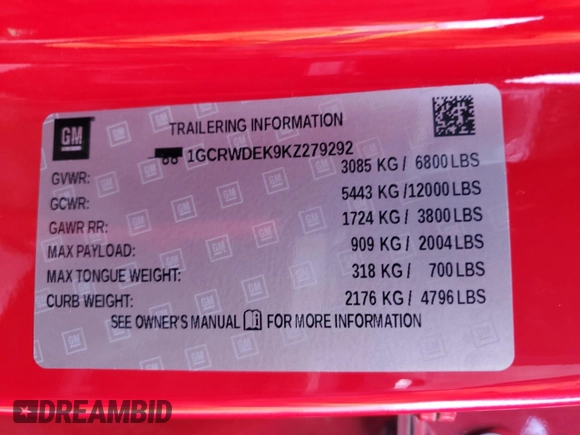 GM
TRAILERING INFORMATION
1GCRWDEK9KZ279292
GVWR: 3085 KG / 6800 LBS
GCWR: 5443 KG / 12000 LBS
GAWR RR: 1724 KG / 3800 LBS
MAX PAYLOAD: 909 KG / 2004 LBS
MAX TONGUE WEIGHT: 318 KG / 700 LBS
CURB WEIGHT: 2176 KG / 4796 LBS
SEE OWNER'S MANUAL FOR MORE INFORMATION
DREAMBID